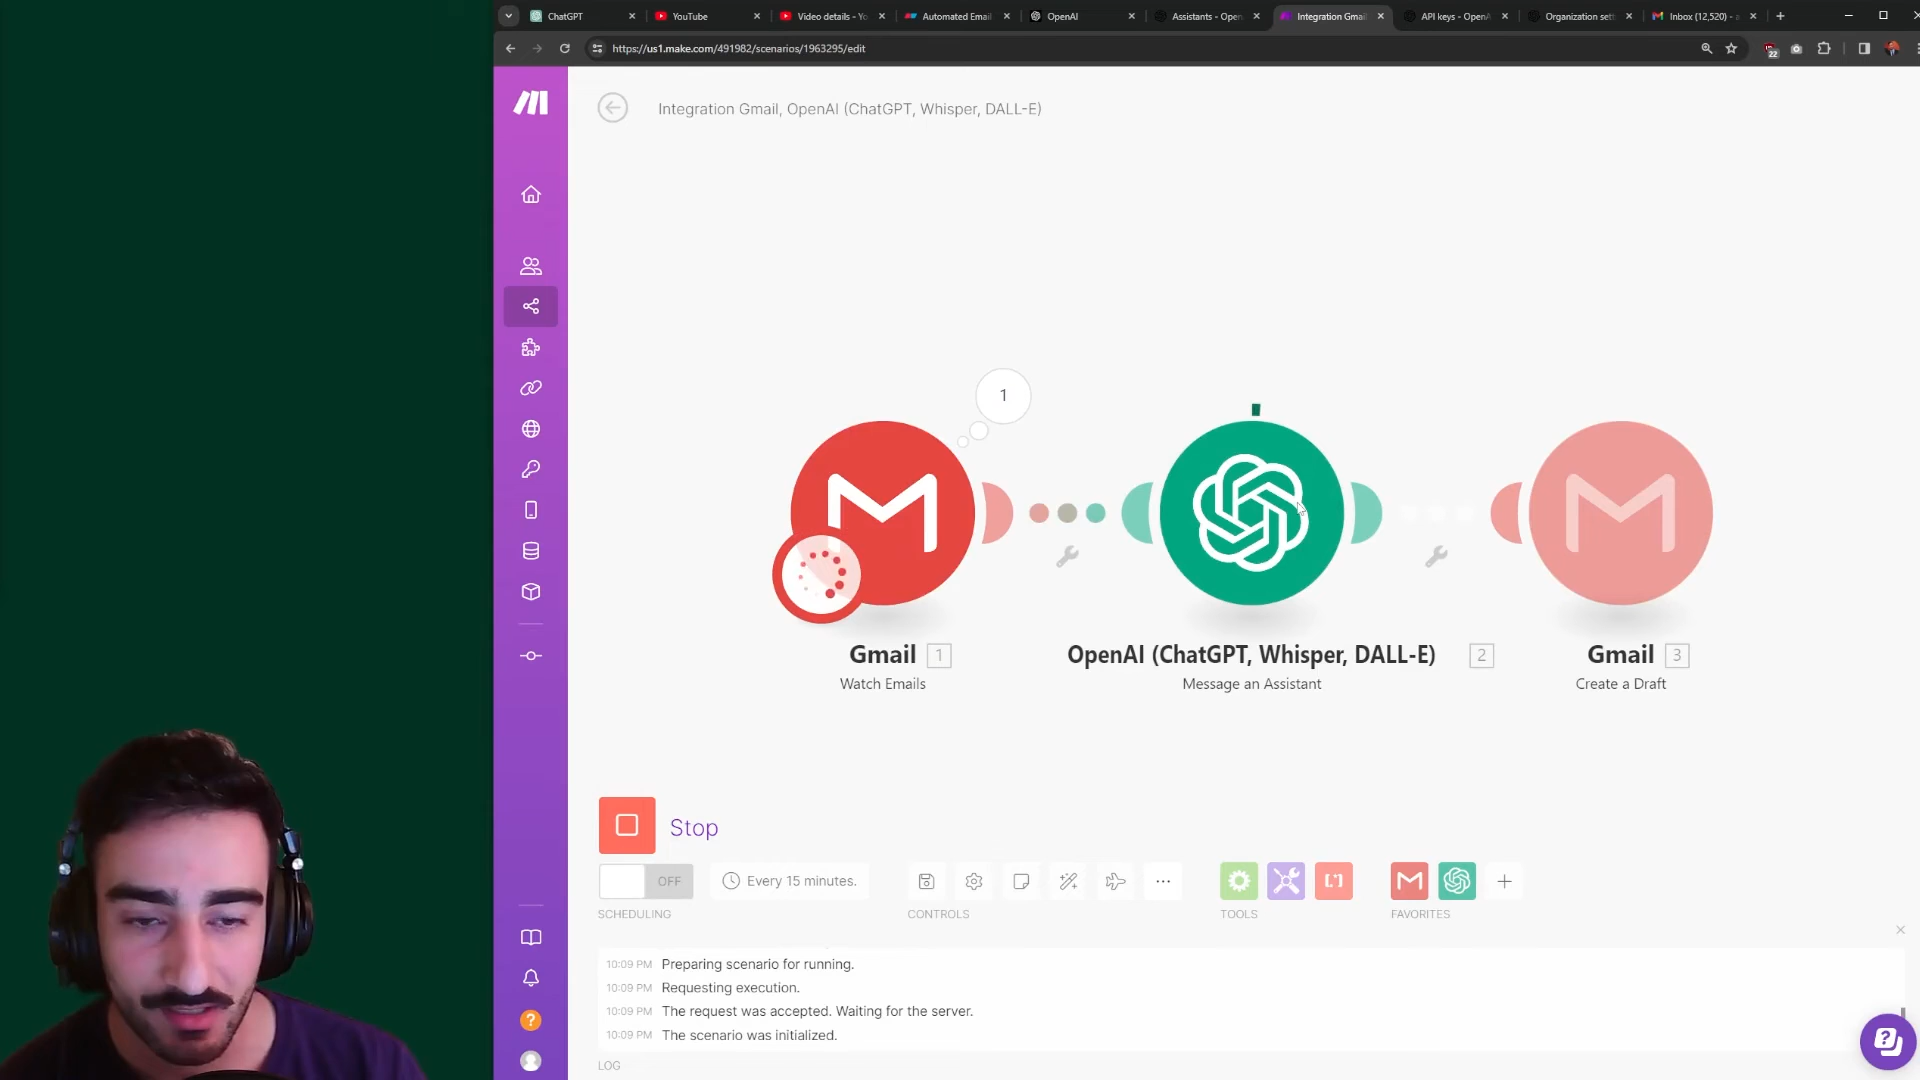 ChatGPT
YouTube
Video details - Yo
Automated Email
OpenAI
Assistants - Open
Integration Gmail
API keys - OpenA
Organization sett
Inbox (12,520) - a
https://us1.make.com/491982/scenarios/1963295/edit
22
Integration Gmail, OpenAI (ChatGPT, Whisper, DALL-E)
1
Gmail 1
Watch Emails
OpenAI (ChatGPT, Whisper, DALL-E) 2
Message an Assistant
Gmail 3
Create a Draft
Stop
OFF
Every 15 minutes.
SCHEDULING
CONTROLS
TOOLS
FAVORITES
10:09 PM Preparing scenario for running.
10:09 PM Requesting execution.
10:09 PM The request was accepted. Waiting for the server.
10:09 PM The scenario was initialized.
LOG